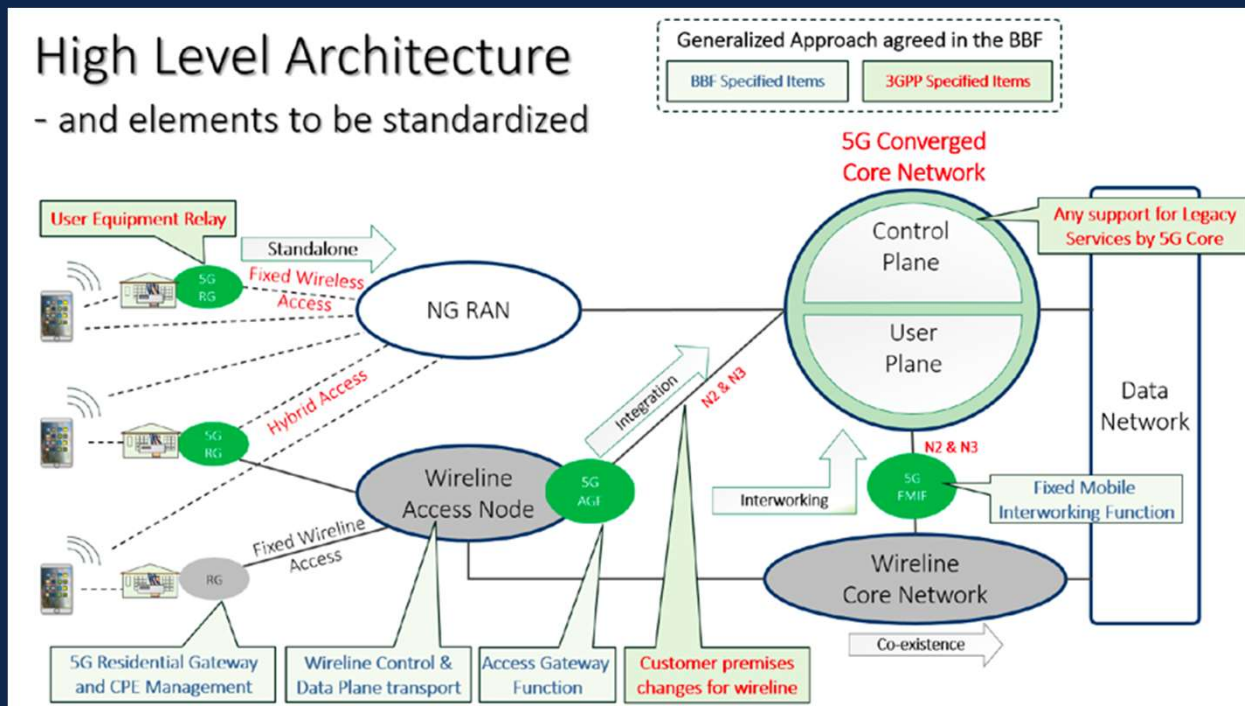 High Level Architecture
- and elements to be standardized
Generalized Approach agreed in the BBF
BBF Specified Items
3GPP Specified Items
5G Converged
Core Network
User Equipment Relay
Standalone
Fixed Wireless
Access
5G
RG
NG RAN
Control
Plane
User
Plane
Any support for Legacy
Services by 5G Core
Data
Network
Hybrid Access
5G
RG
Integration
N2 & N3
Wireline
Access Node
5G
AGF
Interworking
N2 & N3
5G
FMIF
Fixed Mobile
Interworking Function
Fixed Wireline
Access
RG
Wireline
Core Network
Co-existence
5G Residential Gateway
and CPE Management
Wireline Control &
Data Plane transport
Access Gateway
Function
Customer premises
changes for wireline